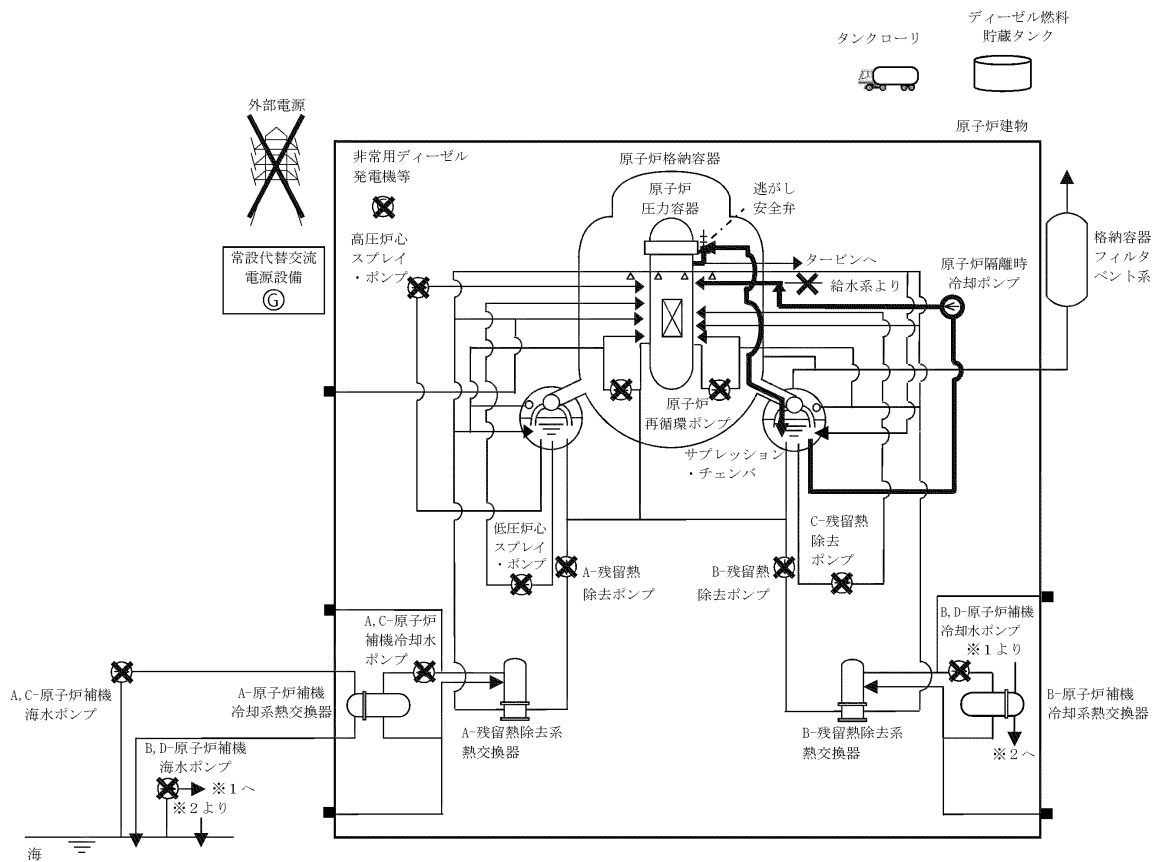 ディーゼル燃料
貯蔵タンク
タンクローリ
原子炉建物
外部電源
非常用ディーゼル
発電機等
原子炉格納容器
原子炉
圧力容器
逃がし
安全弁
高圧炉心
スプレイ
・ポンプ
常設代替交流
電源設備
G
タービンへ
給水系より
原子炉隔離時
冷却ポンプ
格納容器
フィルタ
ベント系
原子炉
再循環ポンプ
サプレッション
・チェンバ
低圧炉心
スプレイ
・ポンプ
C-残留熱
除去
ポンプ
A-残留熱
除去ポンプ
B-残留熱
除去ポンプ
A,C-原子炉
補機冷却水
ポンプ
B,D-原子炉補機
冷却水ポンプ
※1より
A,C-原子炉補機
海水ポンプ
A-原子炉補機
冷却系熱交換器
B-原子炉補機
冷却系熱交換器
A-残留熱除去系
熱交換器
B-残留熱除去系
熱交換器
※2へ
B,D-原子炉補機
海水ポンプ
※1へ
※2より
海